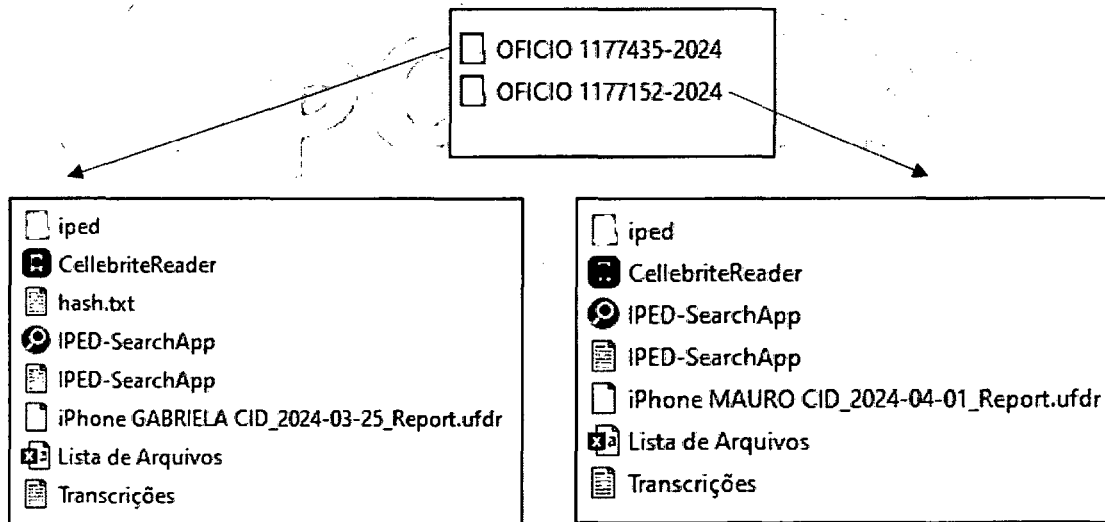 OFICIO 1177435-2024
OFICIO 1177152-2024
iped
CellebriteReader
hash.txt
IPED-SearchApp
IPED-SearchApp
iPhone GABRIELA CID_2024-03-25_Report.ufdr
Lista de Arquivos
Transcrições
iped
CellebriteReader
IPED-SearchApp
IPED-SearchApp
iPhone MAURO CID_2024-04-01_Report.ufdr
Lista de Arquivos
Transcrições